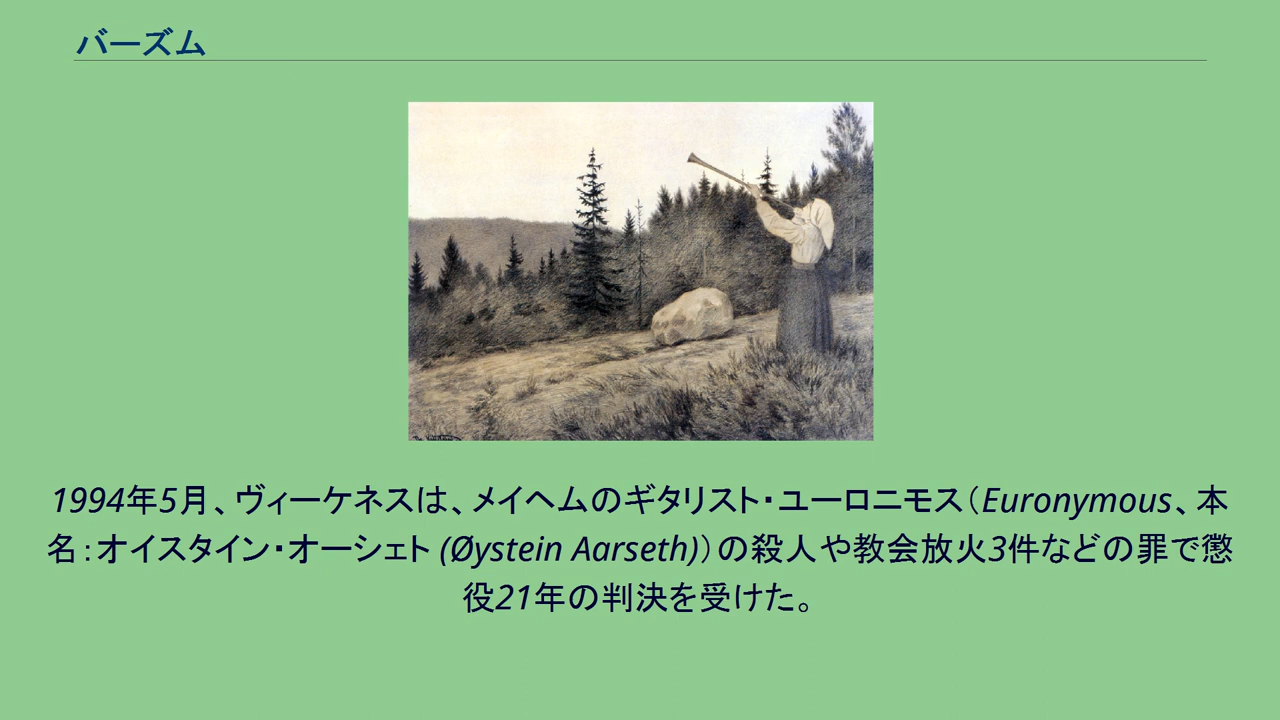 バーズム
1994年5月、ヴィーケネスは、メイヘムのギタリスト・ユーロニモス（Euronymous、本
名：オイスタイン・オーシェト (Øystein Aarseth)）の殺人や教会放火3件などの罪で懲
役21年の判決を受けた。